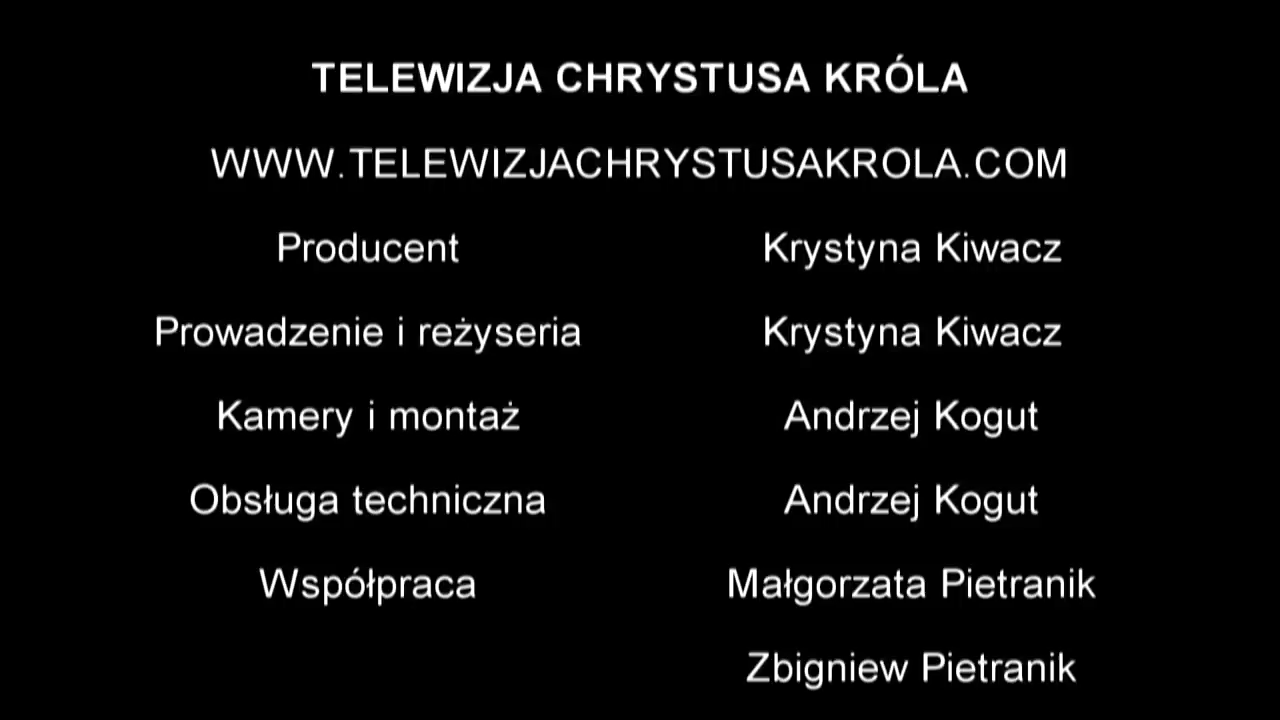 TELEWIZJA CHRYSTUSA KRÓLA
WWW.TELEWIZJACHRYSTUSAKROLA.COM
Producent Krystyna Kiwacz
Prowadzenie i reżyseria Krystyna Kiwacz
Kamery i montaż Andrzej Kogut
Obsługa techniczna Andrzej Kogut
Współpraca Małgorzata Pietranik
Zbigniew Pietranik